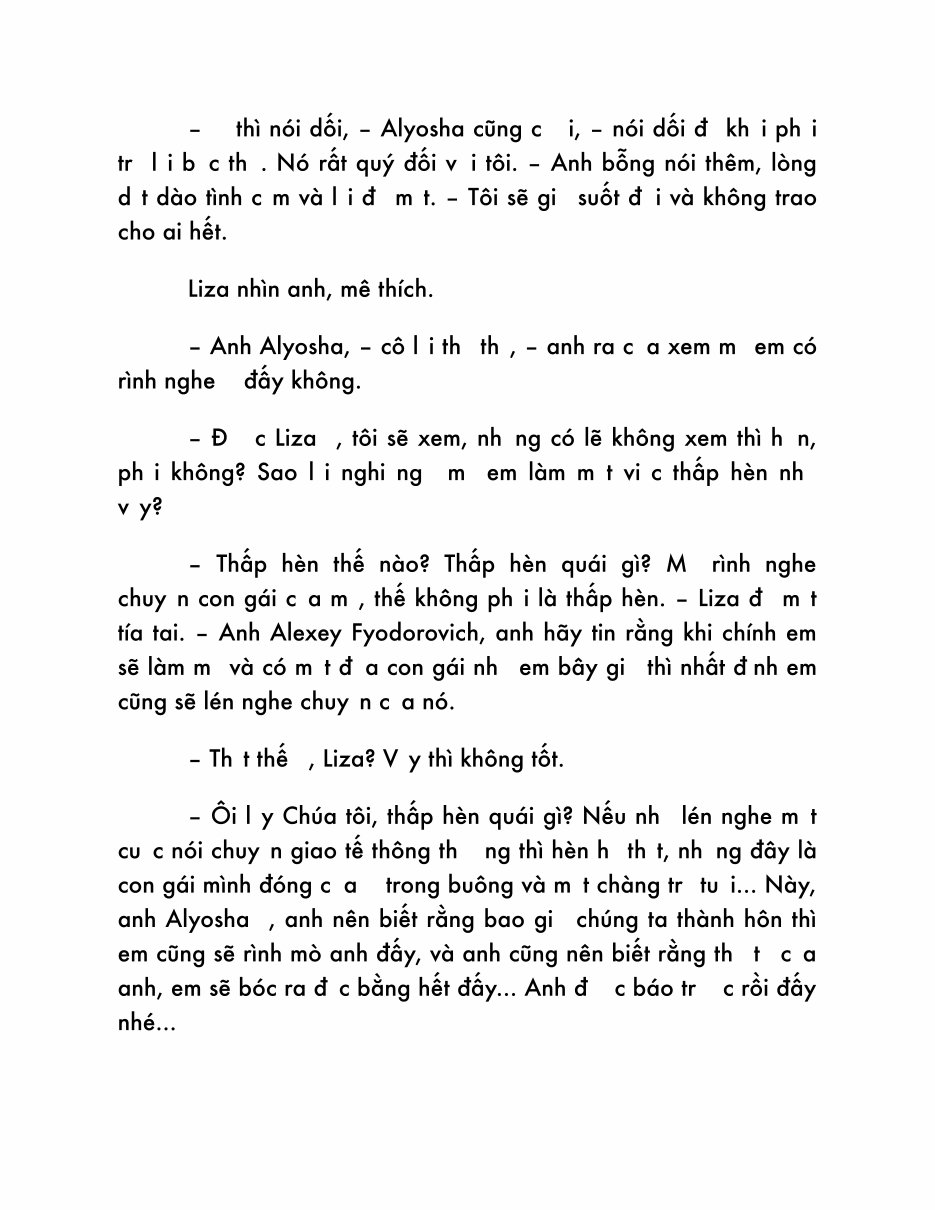 –    thì nói dối, – Alyosha cũng c  i, – nói dối đ  kh i ph i
tr  l i b c th . Nó rất quý đối v i tôi. – Anh bỗng nói thêm, lòng
d t dào tình c m và l i đ  m t. – Tôi sẽ gi  suốt đ i và không trao
cho ai hết.
Liza nhìn anh, mê thích.
– Anh Alyosha, – cô l i th  th , – anh ra c a xem m  em có
rình nghe   đấy không.
– Đ  c Liza  , tôi sẽ xem, nh ng có lẽ không xem thì h n,
ph i không? Sao l i nghi ng  m  em làm m t vi c thấp hèn nh
v y?
– Thấp hèn thế nào? Thấp hèn quái gì? M  rình nghe
chuy n con gái c a m , thế không ph i là thấp hèn. – Liza đ  m t
tía tai. – Anh Alexey Fyodorovich, anh hãy tin rằng khi chính em
sẽ làm m  và có m t đ a con gái nh  em bây gi  thì nhất đ nh em
cũng sẽ lén nghe chuy n c a nó.
– Th t thế  , Liza? V y thì không tốt.
– Ôi l y Chúa tôi, thấp hèn quái gì? Nếu nh  lén nghe m t
cu c nói chuy n giao tế thông th  ng thì hèn h  th t, nh ng đây là
con gái mình đóng c a   trong buông và m t chàng tr  tu i... Này,
anh Alyosha  , anh nên biết rằng bao gi  chúng ta thành hôn thì
em cũng sẽ rình mò anh đấy, và anh cũng nên biết rằng th  t  c a
anh, em sẽ bóc ra đ c bằng hết đấy... Anh đ  c báo tr  c rồi đấy
nhé...